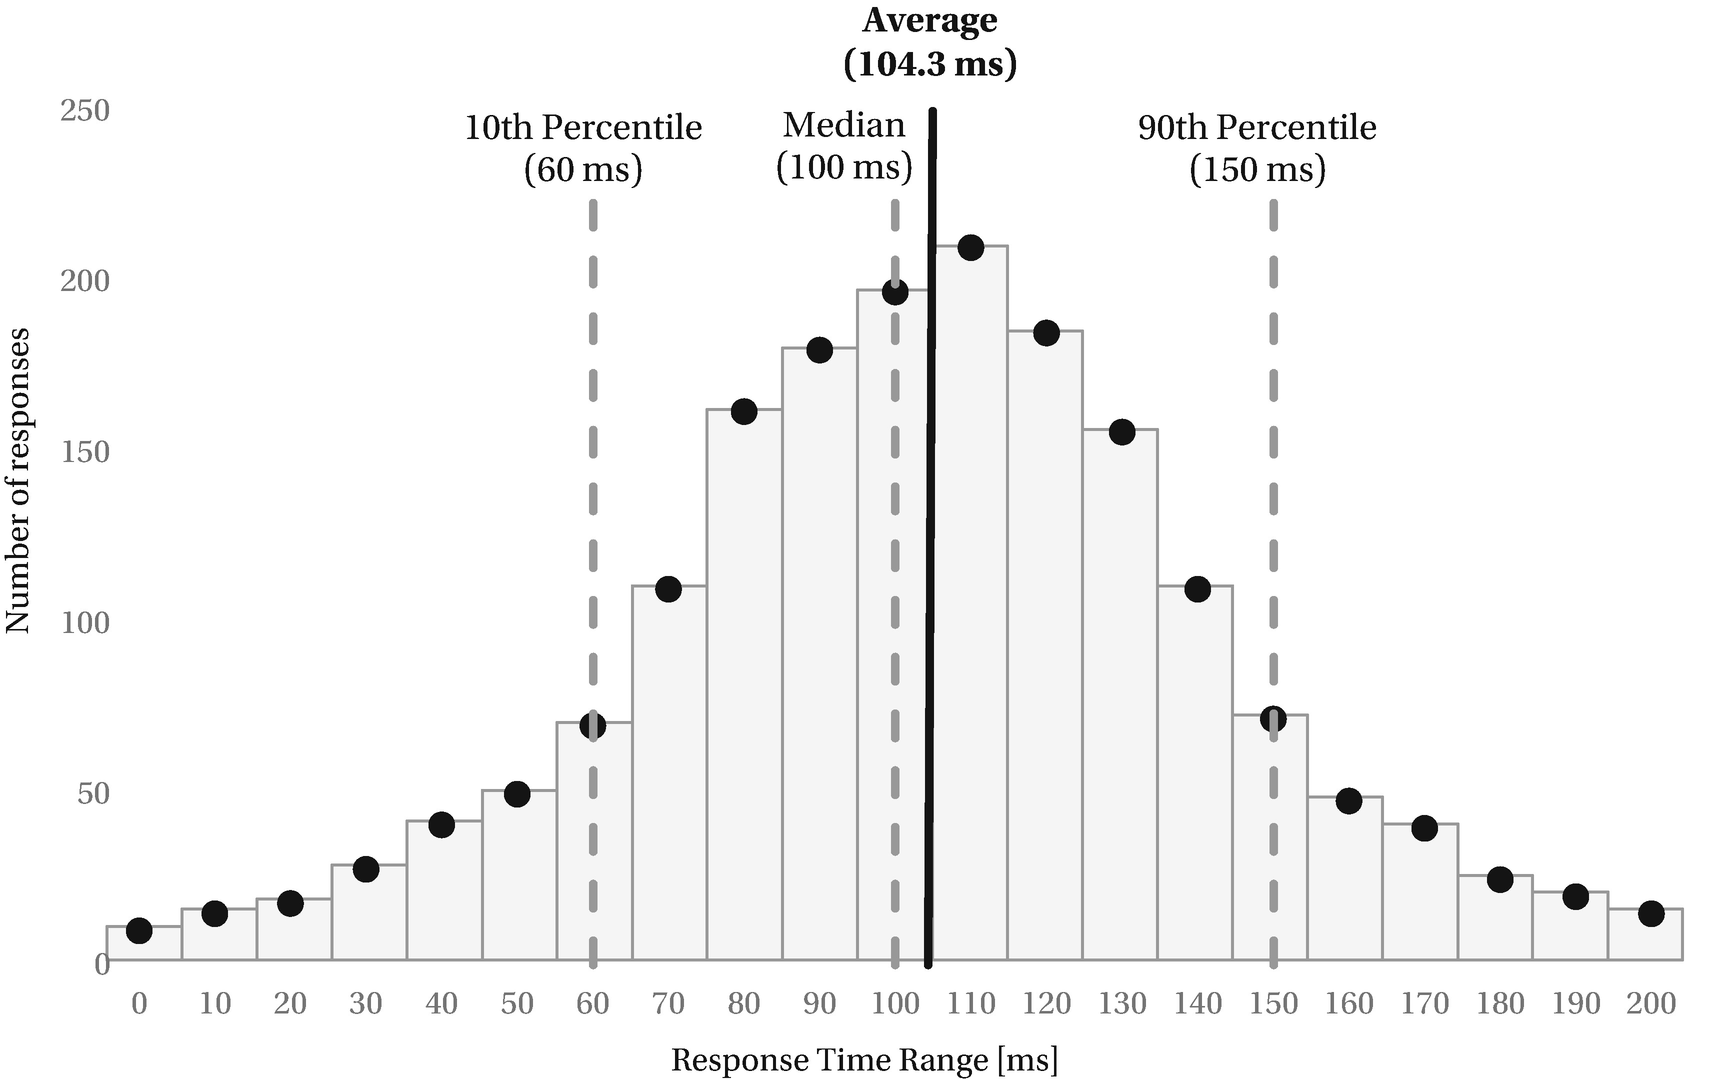 Average
(104.3 ms)
10th Percentile
(60 ms)
Median
(100 ms)
90th Percentile
(150 ms)
250
200
150
100
50
0
Number of responses
0 10 20 30 40 50 60 70 80 90 100 110 120 130 140 150 160 170 180 190 200
Response Time Range [ms]